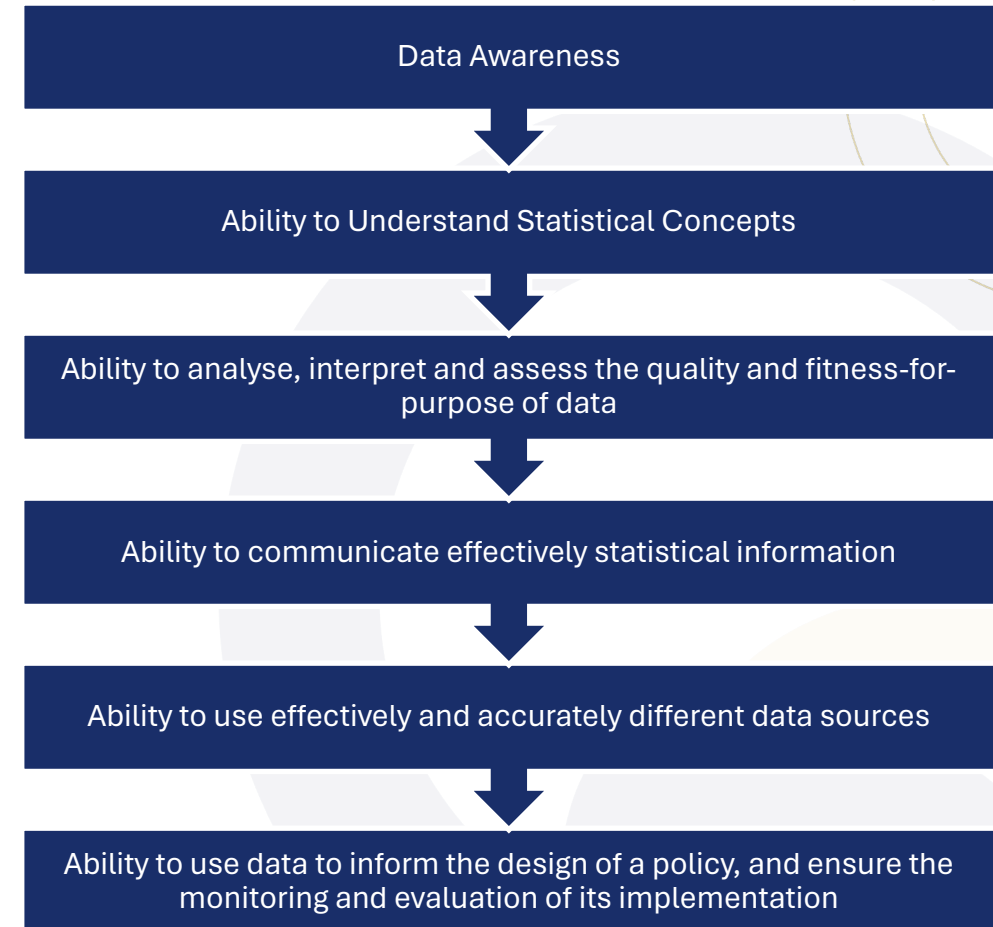 Data Awareness
Ability to Understand Statistical Concepts
Ability to analyse, interpret and assess the quality and fitness-for-
purpose of data
Ability to communicate effectively statistical information
Ability to use effectively and accurately different data sources
Ability to use data to inform the design of a policy, and ensure the
monitoring and evaluation of its implementation